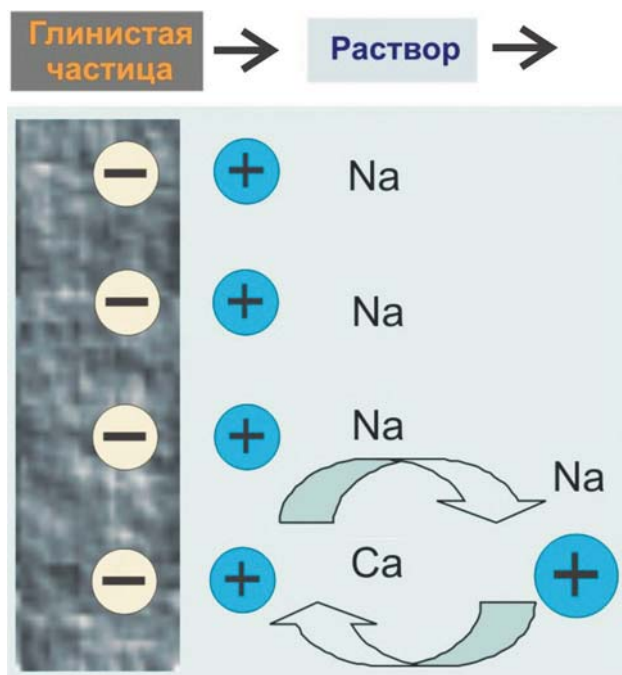 Глинистая
частица
Раствор
− + Na
− + Na
− + Na
Na
− + Ca +